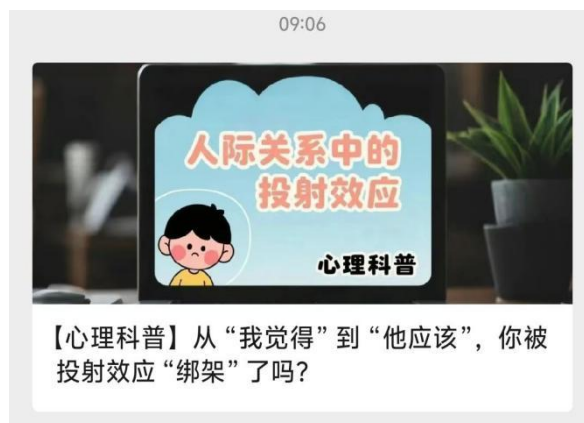 09:06
人际关系中的
投射效应
心理科普
【心理科普】从“我觉得”到“他应该”，你被
投射效应“绑架”了吗？